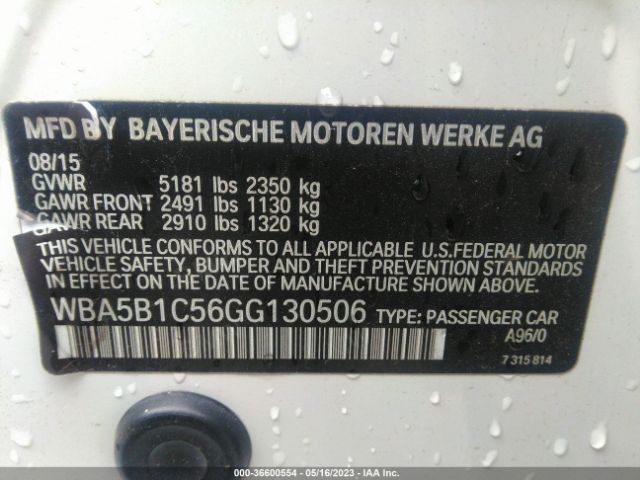 MFD BY BAYERISCHE MOTOREN WERKE AG
08/15
GVWR 5181 lbs 2350 kg
GAWR FRONT 2491 lbs 1130 kg
GAWR REAR 2910 lbs 1320 kg
THIS VEHICLE CONFORMS TO ALL APPLICABLE U.S.FEDERAL MOTOR
VEHICLE SAFETY, BUMPER AND THEFT PREVENTION STANDARDS
IN EFFECT ON THE DATE OF MANUFACTURE SHOWN ABOVE.
WBA5B1C56GG130506 TYPE: PASSENGER CAR
A96/0
7 315 814
000-36600554 - 05/16/2023 - IAA Inc.